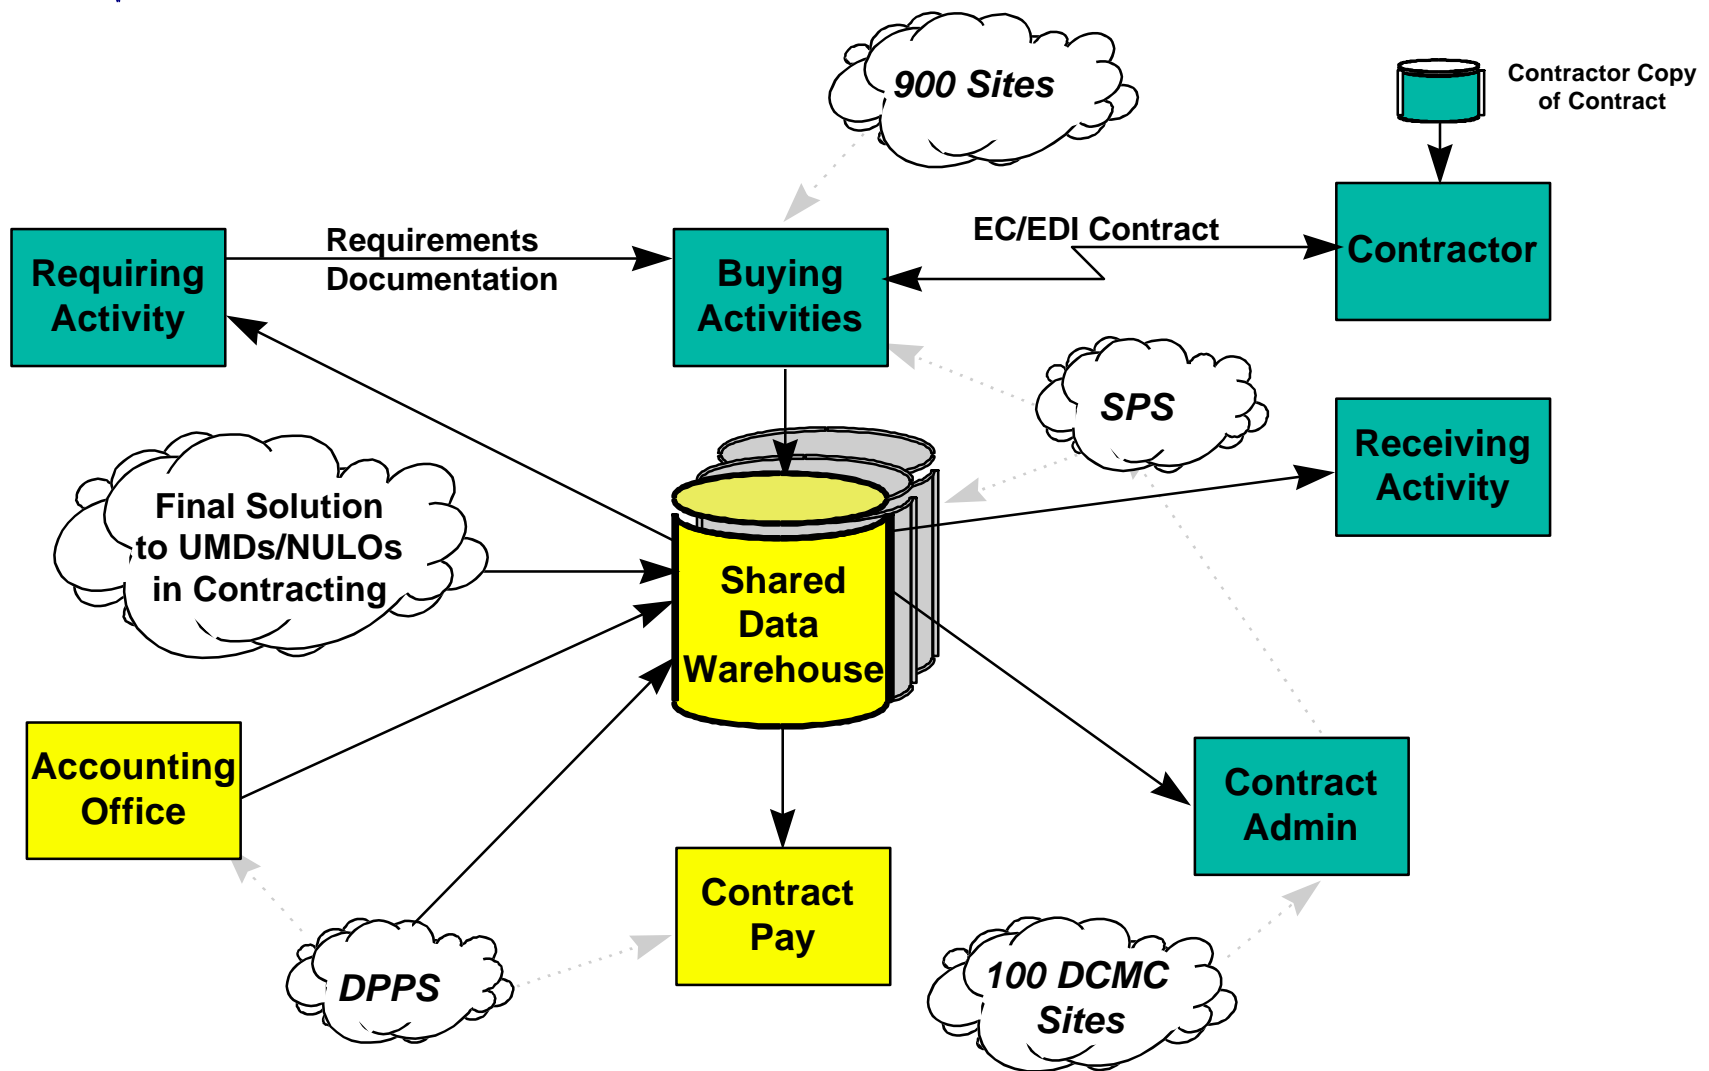 900 Sites
Contractor Copy
of Contract
Requirements
Documentation
EC/EDI Contract
Requiring
Activity
Buying
Activities
Contractor
SPS
Receiving
Activity
Final Solution
to UMDs/NULOs
in Contracting
Shared
Data
Warehouse
Accounting
Office
Contract
Admin
Contract
Pay
DPPS
100 DCMC
Sites